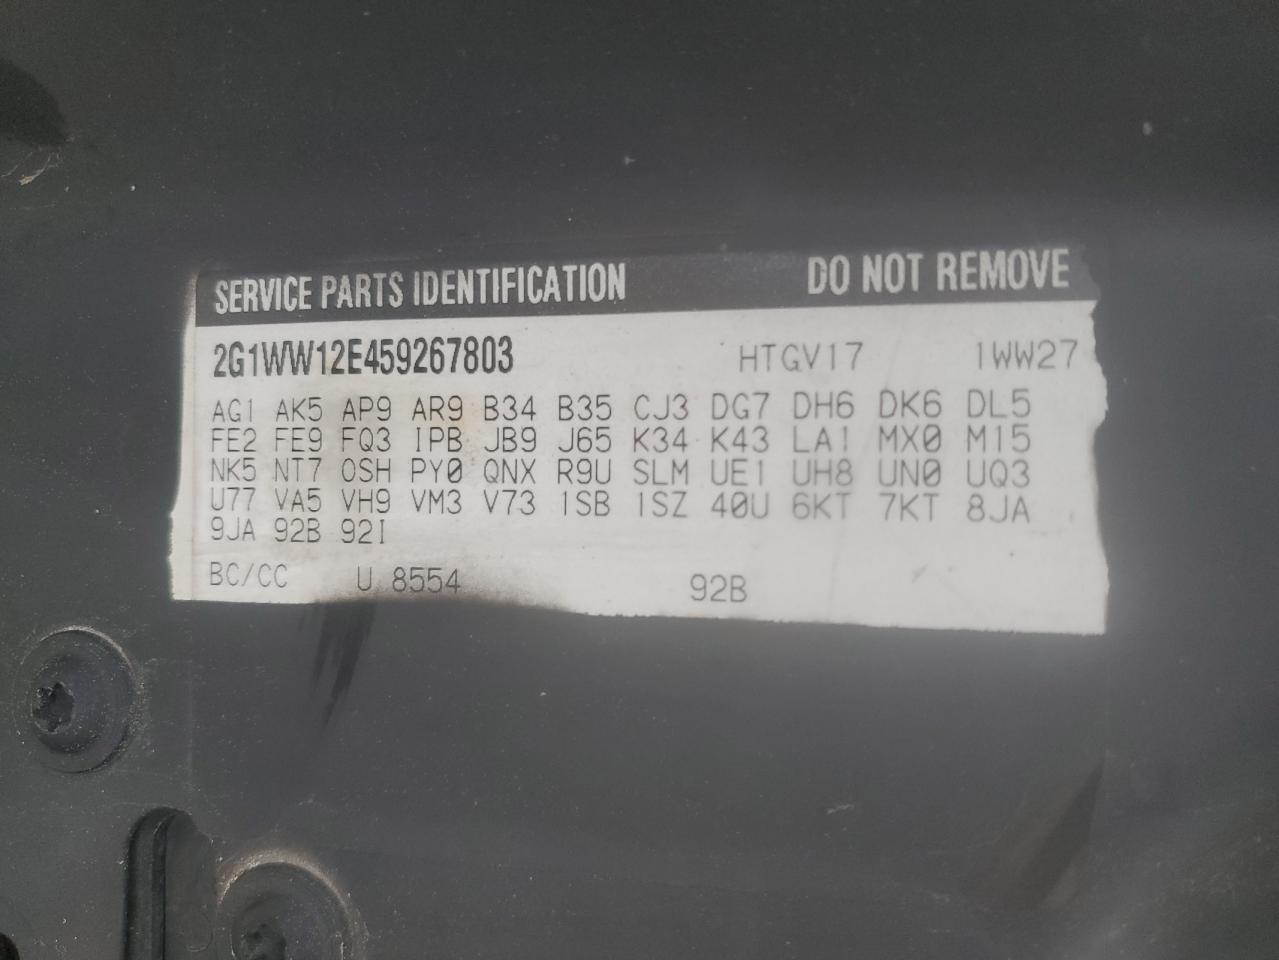 SERVICE PARTS IDENTIFICATION DO NOT REMOVE
2G1WW12E459267803 HTGV17 1WW27
AG1 AK5 AP9 AR9 B34 B35 CJ3 DG7 DH6 DK6 DL5
FE2 FE9 FQ3 IPB JB9 J65 K34 K43 LA1 MX0 M15
NK5 NT7 OSH PY0 QNX R9U SLM UE1 UH8 UN0 UQ3
U77 VA5 VH9 VM3 V73 1SB 1SZ 40U 6KT 7KT 8JA
9JA 92B 92I
BC/CC U 8554 92B